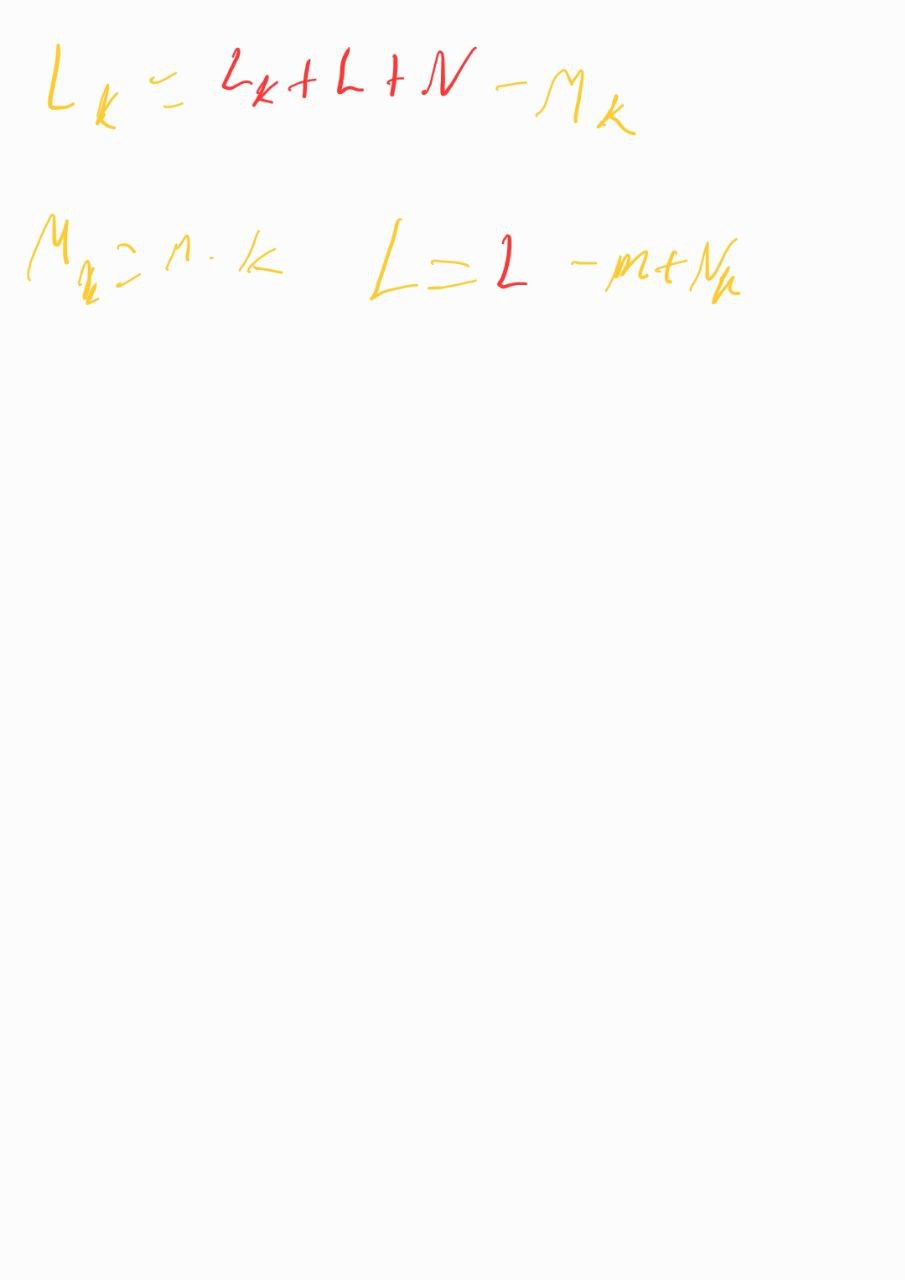 L_k = L_k + L + N - M_k
M_k = n · k L = L - m + N_k